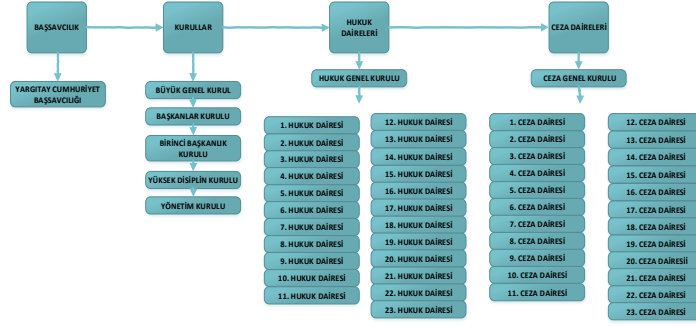 BAŞSAVCILIK
KURULLAR
HUKUK
DAİRELERİ
CEZA DAİRELERİ
YARGITAY CUMHURİYET
BAŞSAVCILIĞI
BÜYÜK GENEL KURUL
BAŞKANLAR KURULU
BİRİNCİ BAŞKANLIK
KURULU
YÜKSEK DİSİPLİN KURULU
YÖNETİM KURULU
HUKUK GENEL KURULU
1. HUKUK DAİRESİ
2. HUKUK DAİRESİ
3. HUKUK DAİRESİ
4. HUKUK DAİRESİ
5. HUKUK DAİRESİ
6. HUKUK DAİRESİ
7. HUKUK DAİRESİ
8. HUKUK DAİRESİ
9. HUKUK DAİRESİ
10. HUKUK DAİRESİ
11. HUKUK DAİRESİ
12. HUKUK DAİRESİ
13. HUKUK DAİRESİ
14. HUKUK DAİRESİ
15. HUKUK DAİRESİ
16. HUKUK DAİRESİ
17. HUKUK DAİRESİ
18. HUKUK DAİRESİ
19. HUKUK DAİRESİ
20. HUKUK DAİRESİ
21. HUKUK DAİRESİ
22. HUKUK DAİRESİ
23. HUKUK DAİRESİ
CEZA GENEL KURULU
1. CEZA DAİRESİ
2. CEZA DAİRESİ
3. CEZA DAİRESİ
4. CEZA DAİRESİ
5. CEZA DAİRESİ
6. CEZA DAİRESİ
7. CEZA DAİRESİ
8. CEZA DAİRESİ
9. CEZA DAİRESİ
10. CEZA DAİRESİ
11. CEZA DAİRESİ
12. CEZA DAİRESİ
13. CEZA DAİRESİ
14. CEZA DAİRESİ
15. CEZA DAİRESİ
16. CEZA DAİRESİ
17. CEZA DAİRESİ
18. CEZA DAİRESİ
19. CEZA DAİRESİ
20. CEZA DAİRESİİ
21. CEZA DAİRESİ
22. CEZA DAİRESİ
23. CEZA DAİRESİ